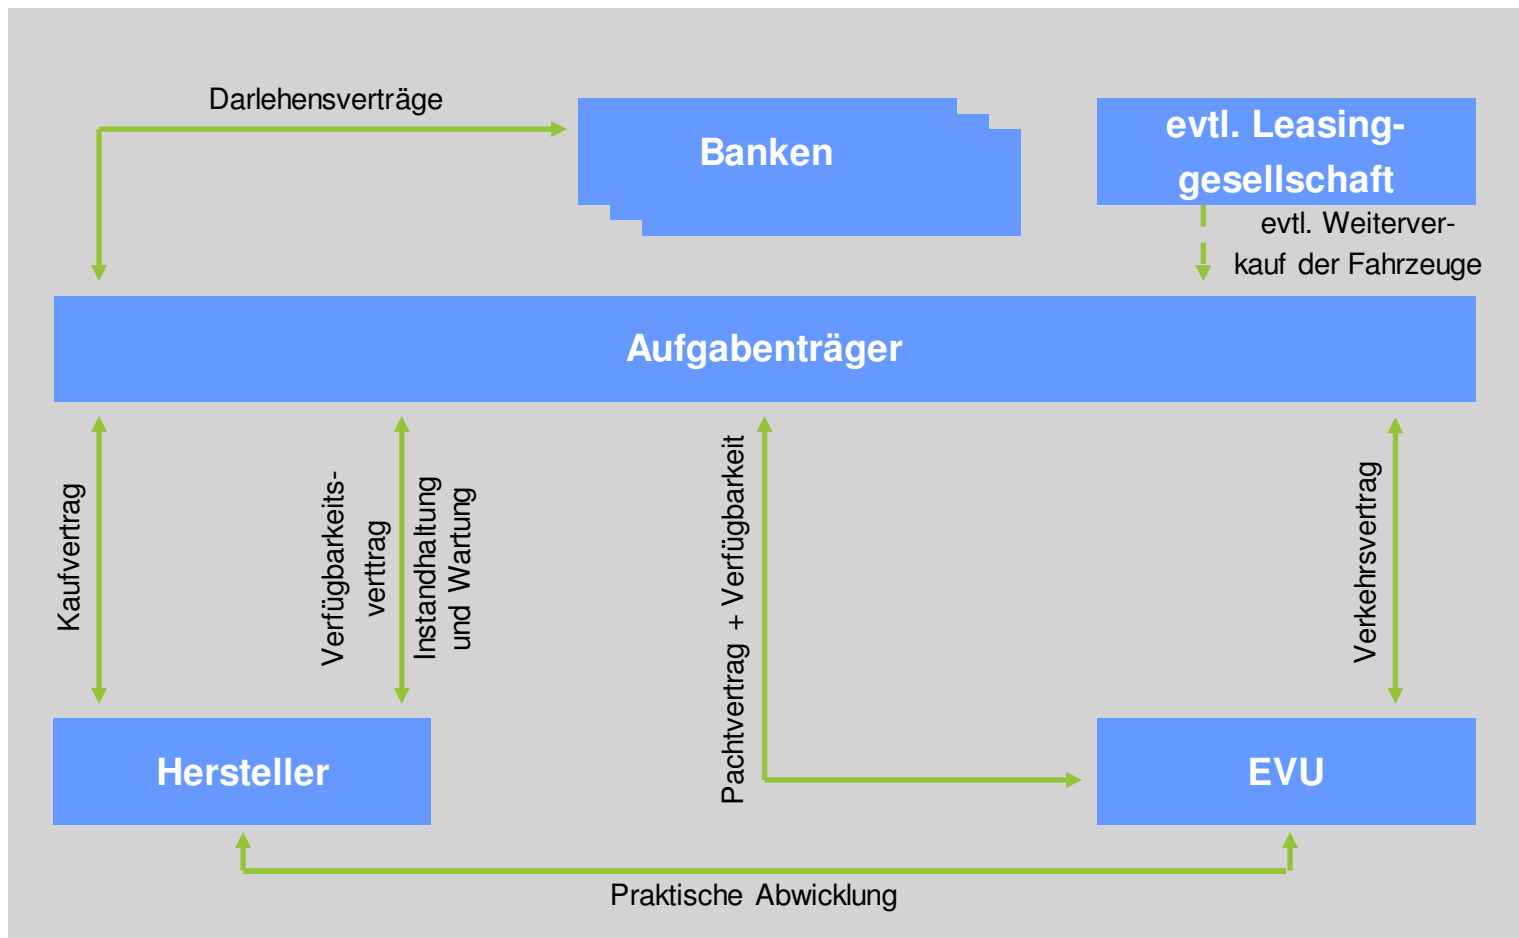 Darlehensverträge
Banken
evtl. Leasing-
gesellschaft
evtl. Weiterver-
kauf der Fahrzeuge
Aufgabenträger
Kaufvertrag
Verfügbarkeits-
verttrag
Instandhaltung
und Wartung
Pachtvertrag + Verfügbarkeit
Verkehrsvertrag
Hersteller
EVU
Praktische Abwicklung